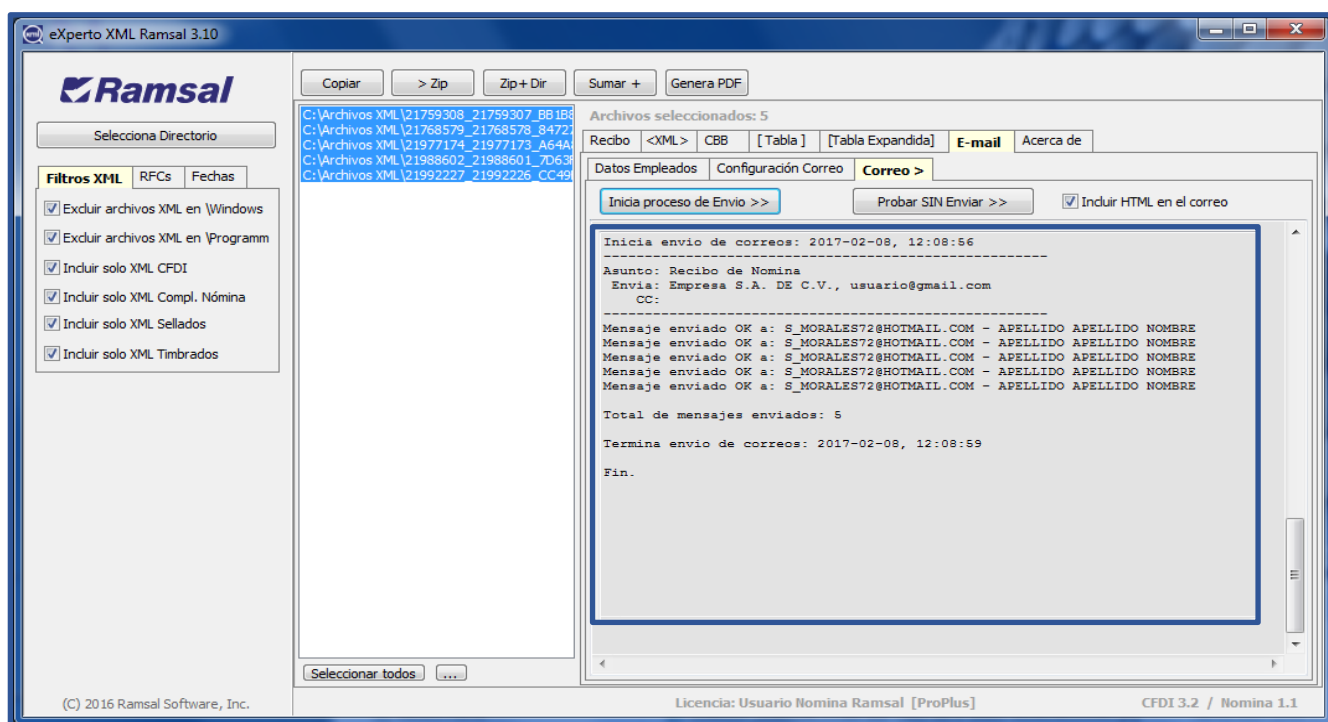 eXperto XML Ramsal 3.10
Ramsal
Selecciona Directorio
Filtros XML RFCs Fechas
Excluir archivos XML en \Windows
Excluir archivos XML en \Programm
Incluir solo XML CFDI
Incluir solo XML Compl. Nómina
Incluir solo XML Sellados
Incluir solo XML Timbrados
(C) 2016 Ramsal Software, Inc.
Copiar > Zip Zip+Dir Sumar + Genera PDF
C:\Archivos XML\21759308_21759307_BB1B8
C:\Archivos XML\21768579_21768578_8472
C:\Archivos XML\21977174_21977173_A64A
C:\Archivos XML\21988602_21988601_7D63
C:\Archivos XML\21992227_21992226_CC49
Seleccionar todos ...
Archivos seleccionados: 5
Recibo <XML> CBB [ Tabla ] [Tabla Expandida] E-mail Acerca de
Datos Empleados Configuración Correo Correo >
Inicia proceso de Envio >> Probar SIN Enviar >> Incluir HTML en el correo
Inicia envio de correos: 2017-02-08, 12:08:56
------------------------------------------------------
Asunto: Recibo de Nomina
Envia: Empresa S.A. DE C.V., usuario@gmail.com
CC:
------------------------------------------------------
Mensaje enviado OK a: S_MORALES72@HOTMAIL.COM - APELLIDO APELLIDO NOMBRE
Mensaje enviado OK a: S_MORALES72@HOTMAIL.COM - APELLIDO APELLIDO NOMBRE
Mensaje enviado OK a: S_MORALES72@HOTMAIL.COM - APELLIDO APELLIDO NOMBRE
Mensaje enviado OK a: S_MORALES72@HOTMAIL.COM - APELLIDO APELLIDO NOMBRE
Mensaje enviado OK a: S_MORALES72@HOTMAIL.COM - APELLIDO APELLIDO NOMBRE
Total de mensajes enviados: 5
Termina envio de correos: 2017-02-08, 12:08:59
Fin.
Licencia: Usuario Nomina Ramsal [ProPlus] CFDI 3.2 / Nomina 1.1